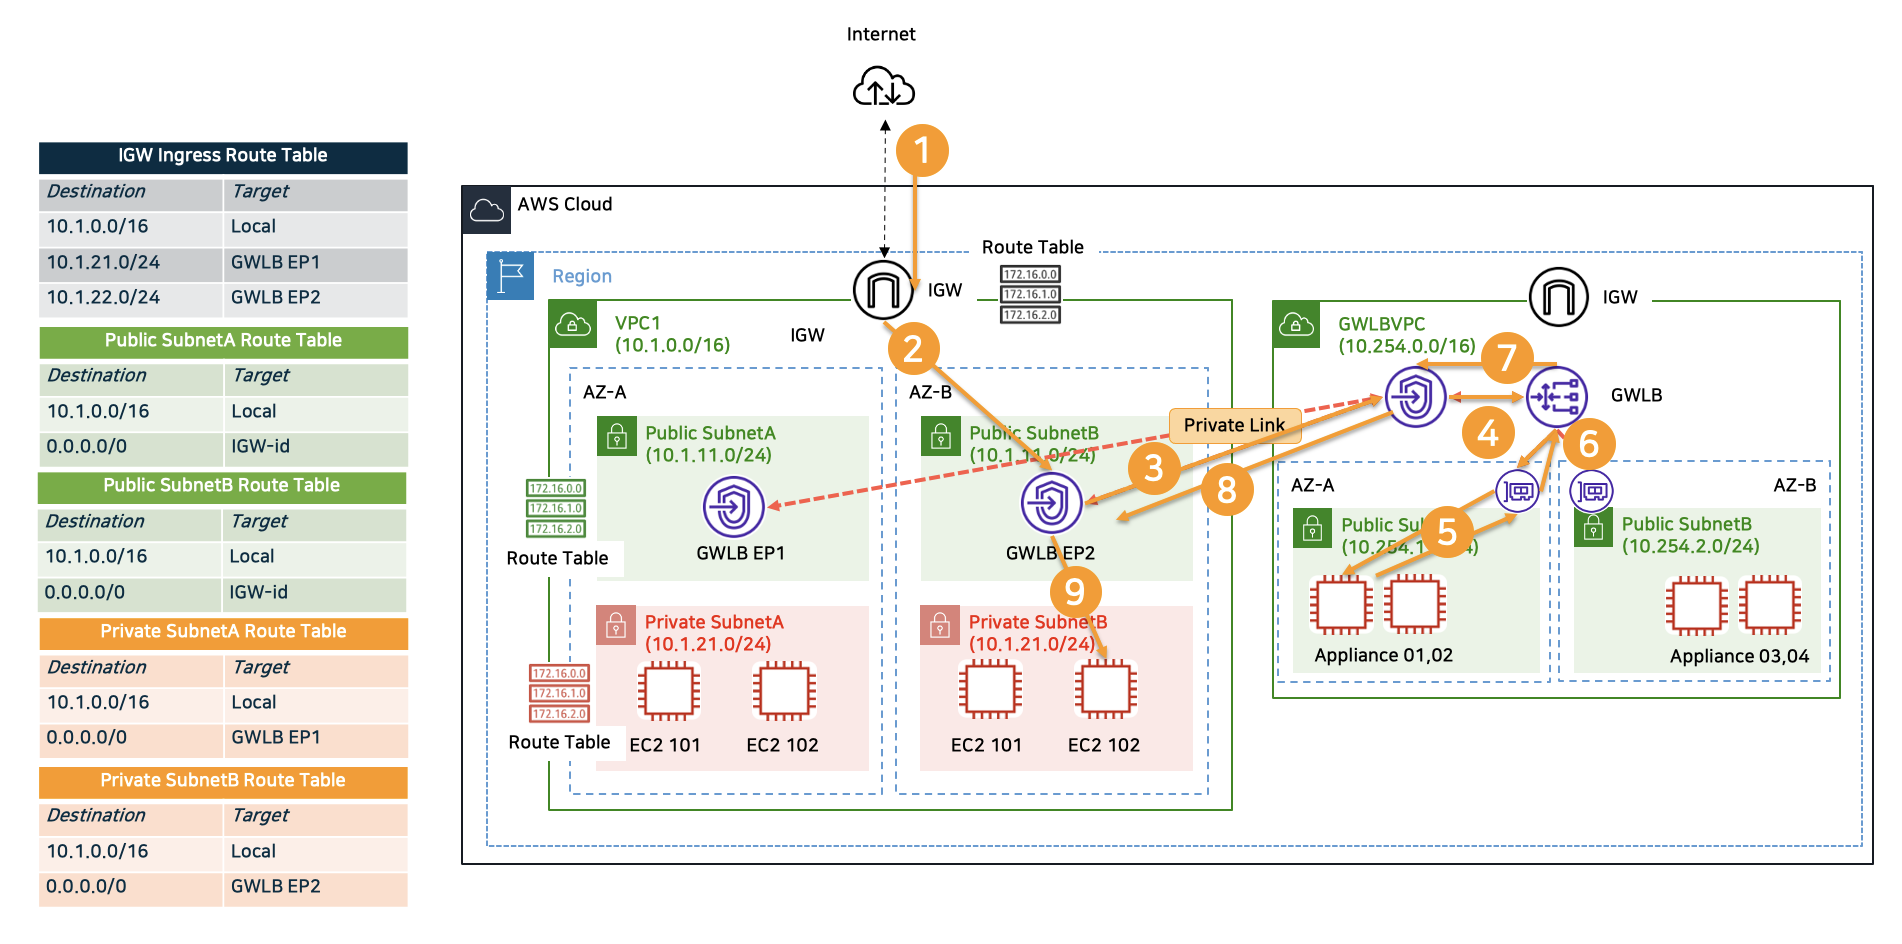 Internet
1
IGW Ingress Route Table
Destination Target
10.1.0.0/16 Local
10.1.21.0/24 GWLB EP1
10.1.22.0/24 GWLB EP2
Public SubnetA Route Table
Destination Target
10.1.0.0/16 Local
0.0.0.0/0 IGW-id
Public SubnetB Route Table
Destination Target
10.1.0.0/16 Local
0.0.0.0/0 IGW-id
Private SubnetA Route Table
Destination Target
10.1.0.0/16 Local
0.0.0.0/0 GWLB EP1
Private SubnetB Route Table
Destination Target
10.1.0.0/16 Local
0.0.0.0/0 GWLB EP2
AWS Cloud
Region
Route Table
172.16.0.0
172.16.1.0
172.16.2.0
IGW
IGW
VPC1
(10.1.0.0/16)
IGW
2
GWLBVPC
(10.254.0.0/16)
7
GWLB
AZ-A
AZ-B
Public SubnetA
(10.1.11.0/24)
Public SubnetB
(10.1.11.0/24)
Private Link
3
8
4
6
172.16.0.0
172.16.1.0
172.16.2.0
Route Table
GWLB EP1
GWLB EP2
9
AZ-A
AZ-B
Public
5
Public SubnetB
(10.254.2.0/24)
Appliance 01,02
Appliance 03,04
Private SubnetA
(10.1.21.0/24)
Private SubnetB
(10.1.21.0/24)
172.16.0.0
172.16.1.0
172.16.2.0
Route Table
EC2 101
EC2 102
EC2 101
EC2 102